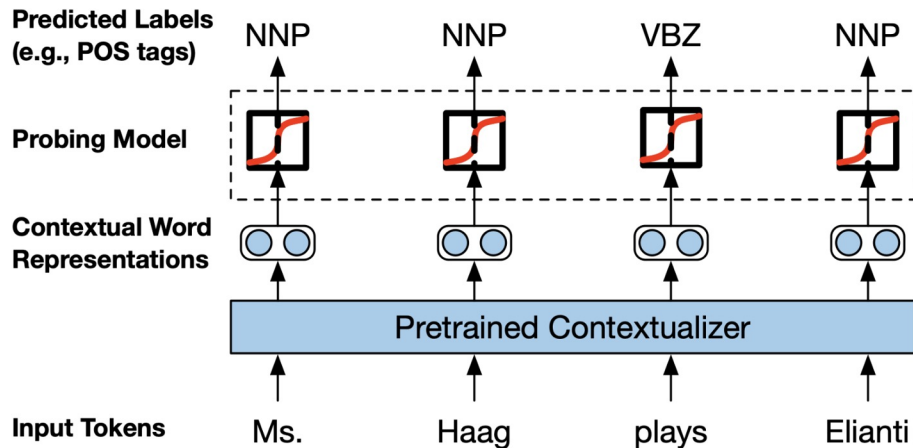 Predicted Labels
(e.g., POS tags)
NNP NNP VBZ NNP
Probing Model
Contextual Word
Representations
Pretrained Contextualizer
Input Tokens
Ms. Haag plays Elianti